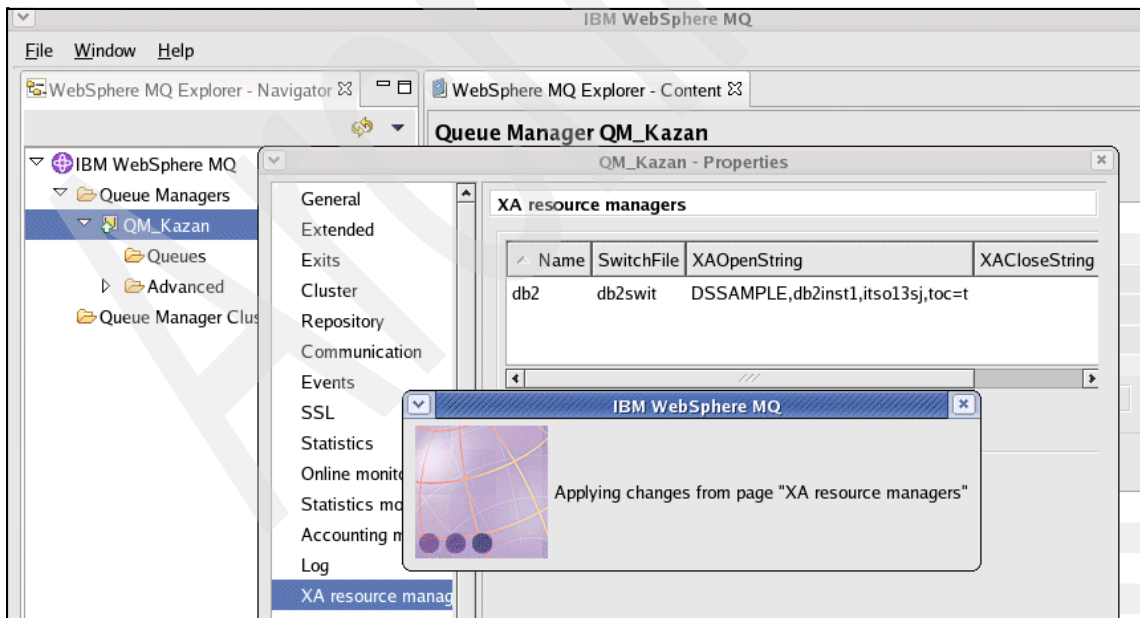 IBM WebSphere MQ
File Window Help
WebSphere MQ Explorer - Navigator
WebSphere MQ Explorer - Content
Queue Manager QM_Kazan
IBM WebSphere MQ
Queue Managers
QM_Kazan
Queues
Advanced
Queue Manager Clus
QM_Kazan - Properties
General
Extended
Exits
Cluster
Repository
Communication
Events
SSL
Statistics
Online monito
Statistics mo
Accounting m
Log
XA resource manag
XA resource managers
Name SwitchFile XAOpenString XACloseString
db2 db2swit DSSAMPLE,db2inst1,itso13sj,toc=t
IBM WebSphere MQ
Applying changes from page "XA resource managers"